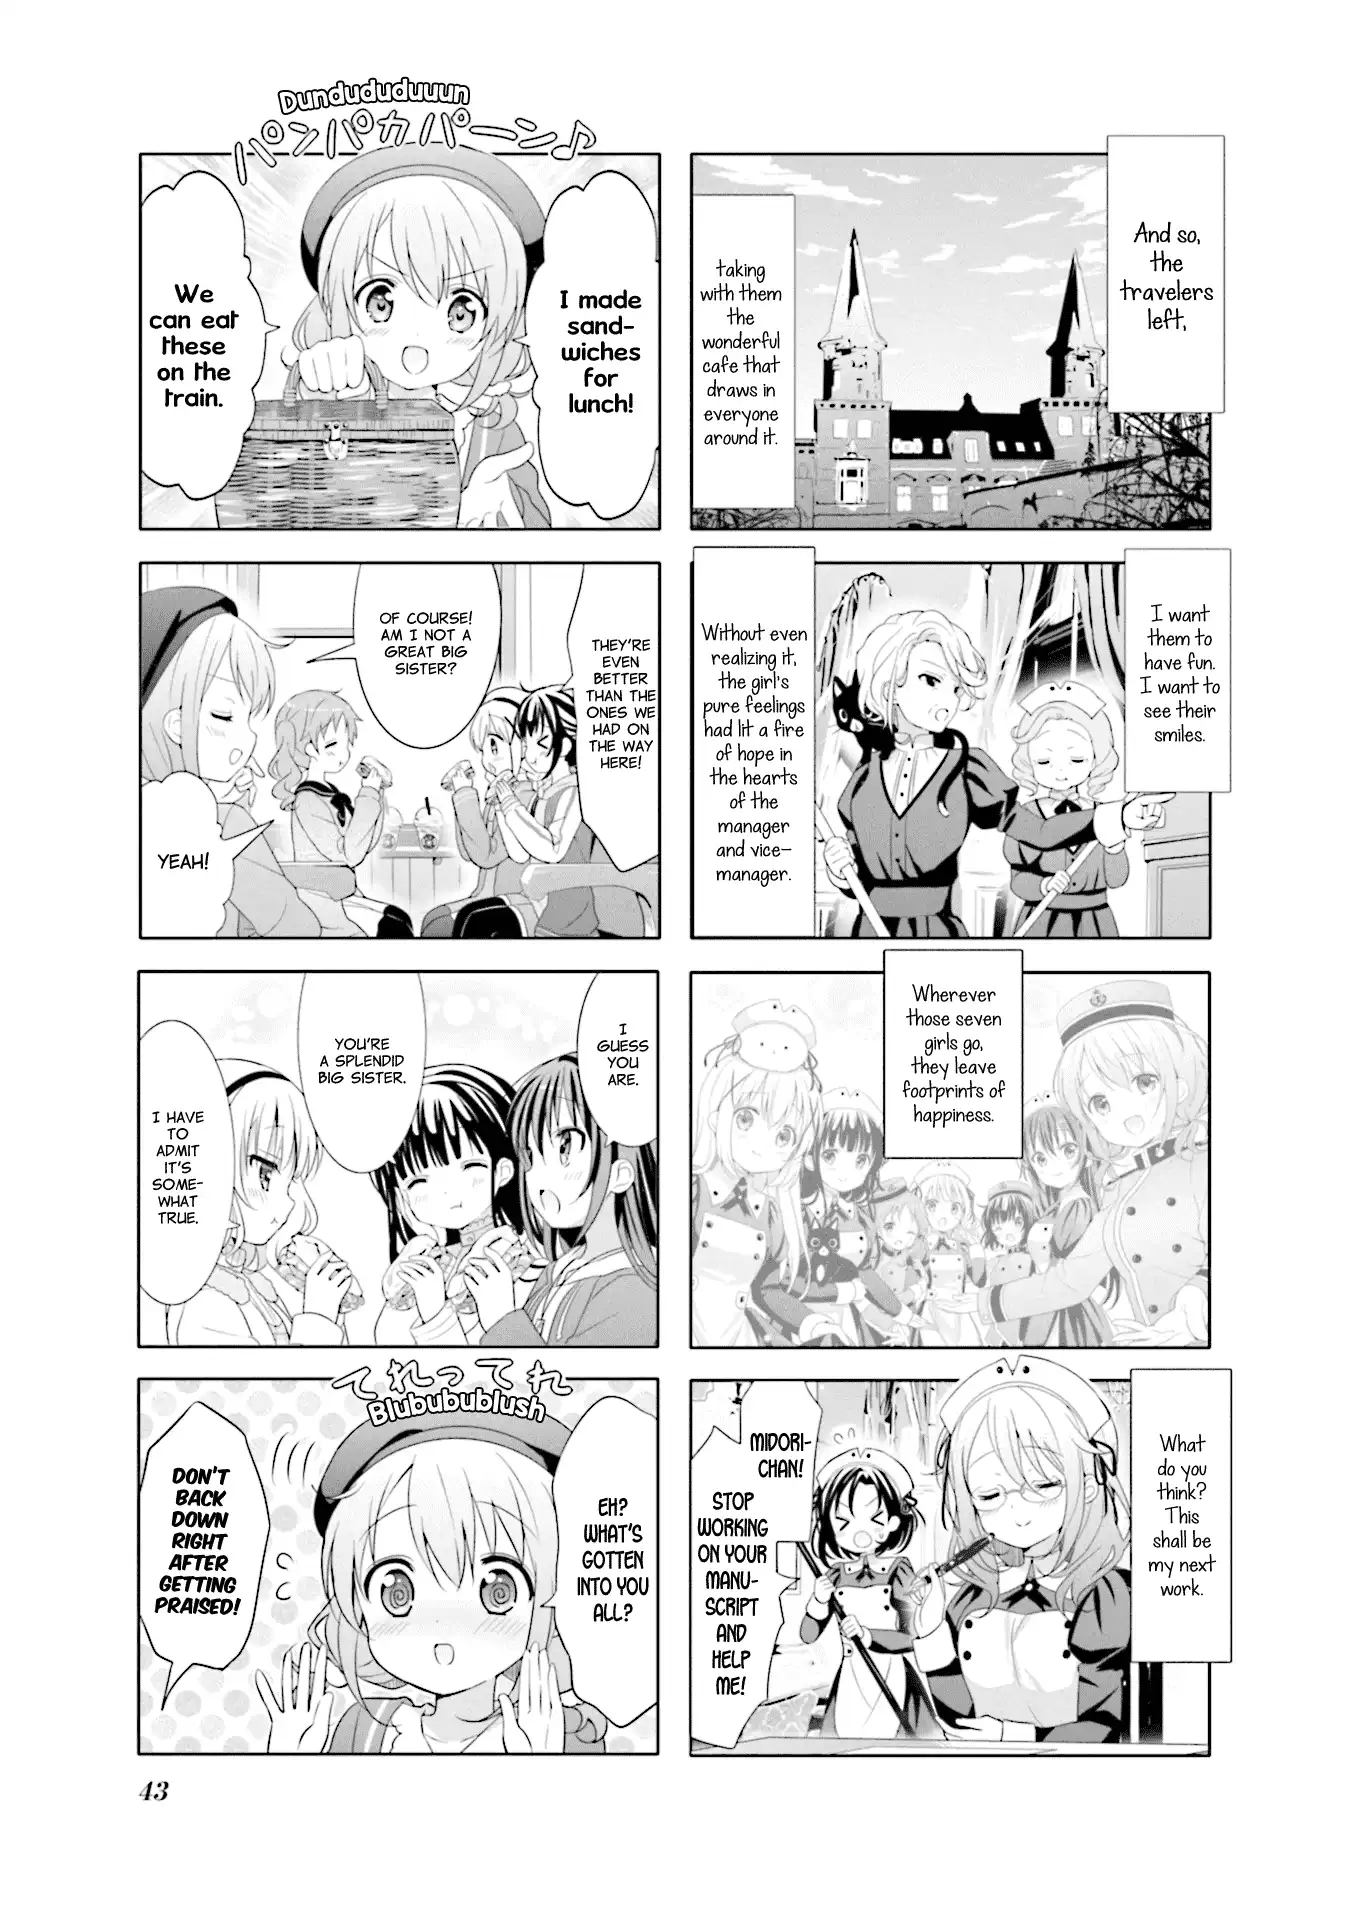 And so,
the
travelers
left,
taking
with them
the
wonderful
cafe that
draws in
everyone
around it.
I want
them to
have fun.
I want to
see their
smiles.
Without even
realizing it,
the girl's
pure feelings
had lit a fire
of hope in
the hearts
of the
manager
and vice-
manager.
Wherever
those seven
girls go,
they leave
footprints of
happiness.
What
do you
think?
This
shall be
my next
work.
MIDORI-
CHAN!
STOP
WORKING
ON YOUR
MANU-
SCRIPT
AND
HELP
ME!
Dundududuuun
パンパカパーン♪
I made
sand-
wiches
for
lunch!
We
can eat
these
on the
train.
THEY'RE
EVEN
BETTER
THAN THE
ONES WE
HAD ON
THE WAY
HERE!
OF COURSE!
AM I NOT A
GREAT BIG
SISTER?
YEAH!
I
GUESS
YOU
ARE.
YOU'RE
A SPLENDID
BIG SISTER.
I HAVE
TO
ADMIT
IT'S
SOME-
WHAT
TRUE.
てれってれ
Blubububblush
EH?
WHAT'S
GOTTEN
INTO YOU
ALL?
DON'T
BACK
DOWN
RIGHT
AFTER
GETTING
PRAISED!
43